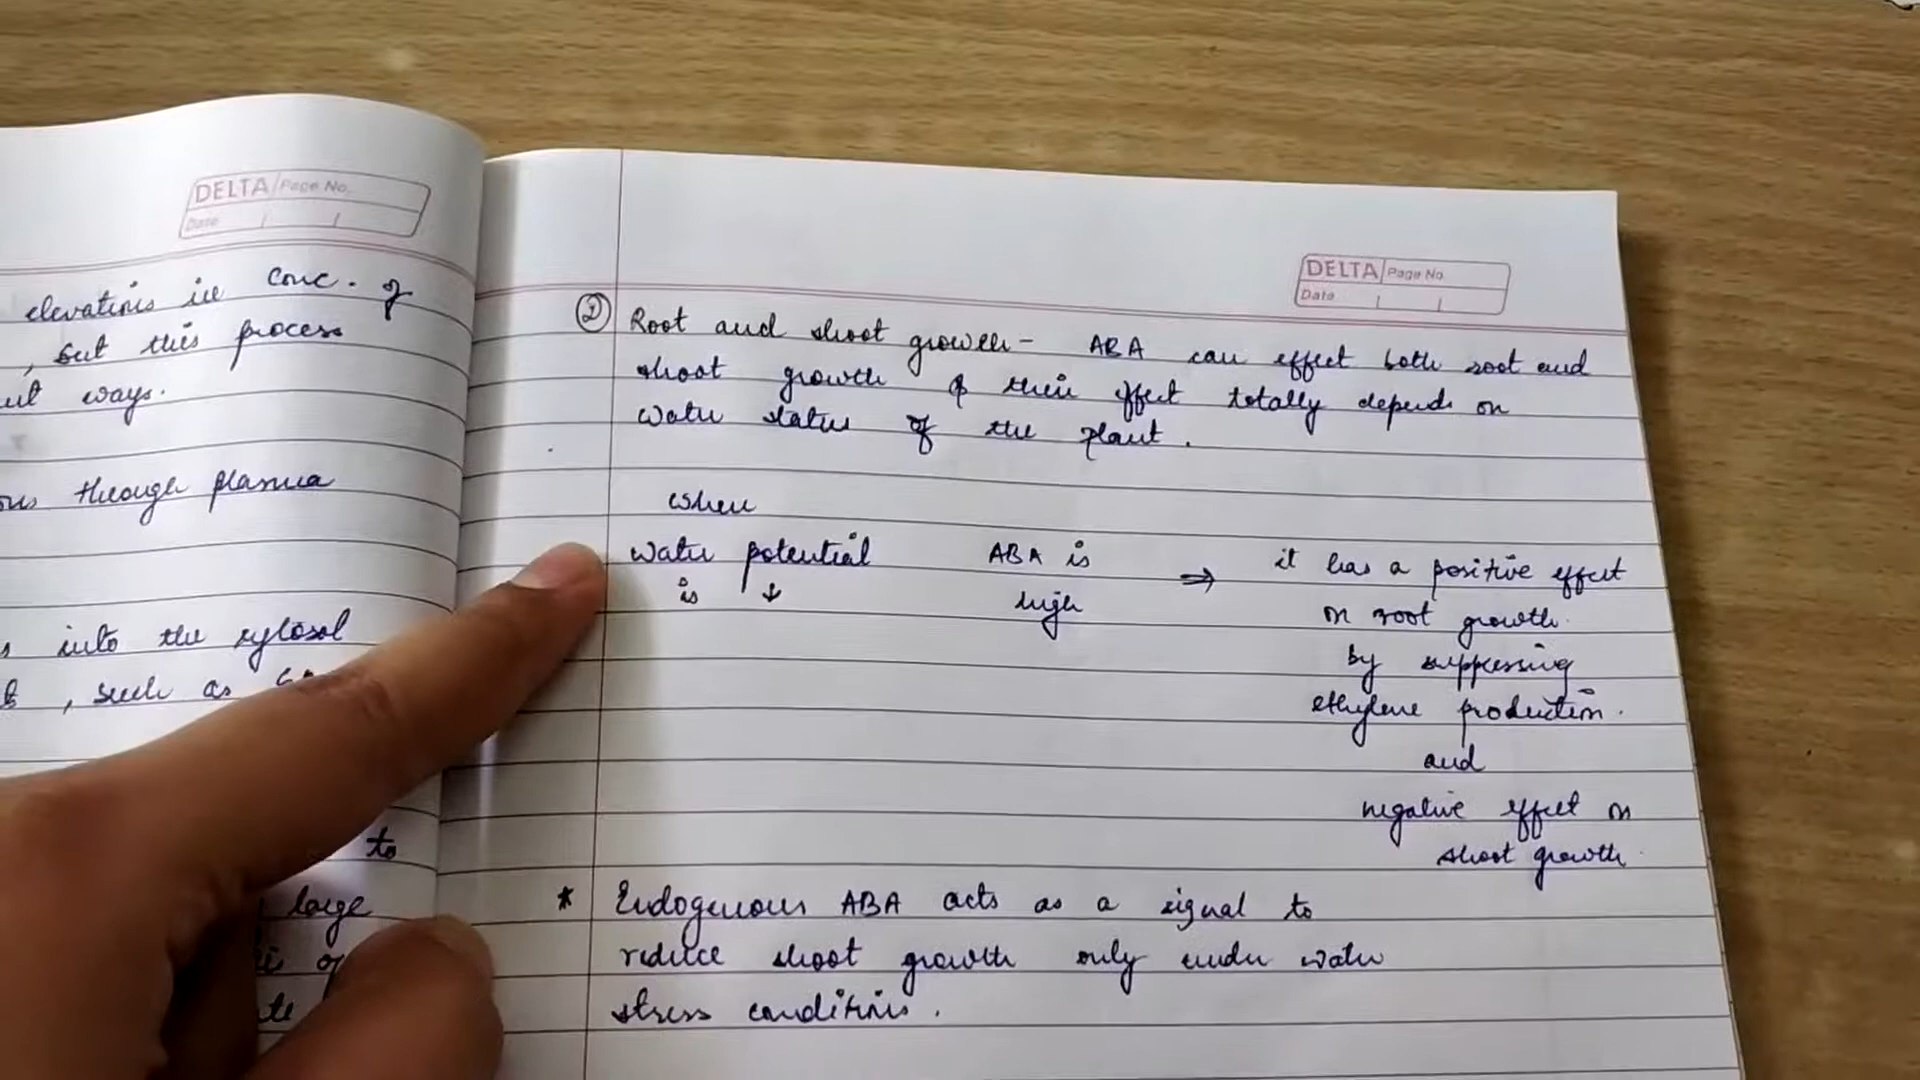 DELTA Page No.
Date / /
elevations in conc. of
, but this process
ways.
through plasma
into the cytosol
, such as
to
large
of
DELTA Page No.
Date
② Root and shoot growth - ABA can effect both root and
shoot growth & their effect totally depends on
water status of the plant.
when
water potential ABA is ⇒ it has a positive effect
is ↓ high on root growth.
by suppressing
ethylene production.
and
negative effect on
shoot growth.
* Endogenous ABA acts as a signal to
reduce shoot growth only under water
stress conditions.